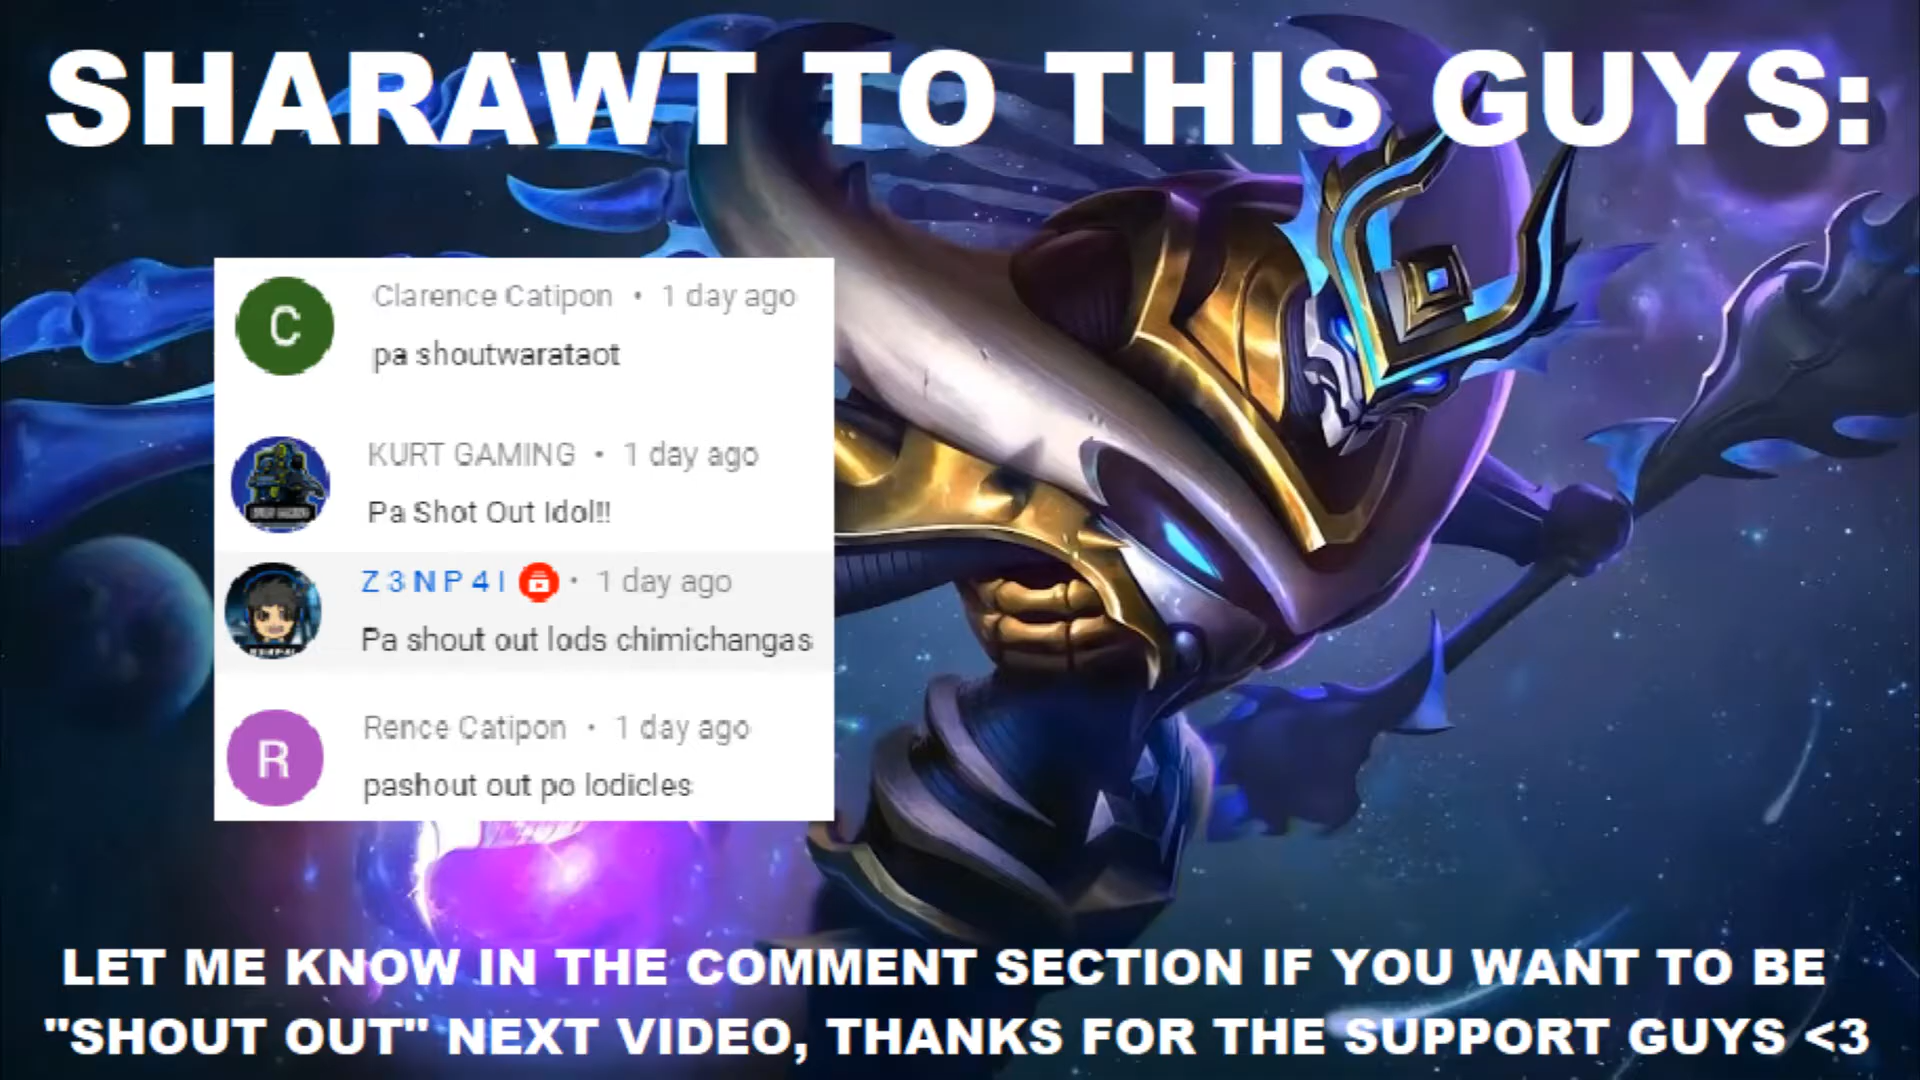 SHARAWT TO THIS GUYS:
C
Clarence Catipon • 1 day ago
pa shoutwarataot
KURT GAMING • 1 day ago
Pa Shot Out Idol!!
Z 3 N P 4 I • 1 day ago
Pa shout out lods chimichangas
R
Rence Catipon • 1 day ago
pashout out po lodicles
LET ME KNOW IN THE COMMENT SECTION IF YOU WANT TO BE
"SHOUT OUT" NEXT VIDEO, THANKS FOR THE SUPPORT GUYS <3